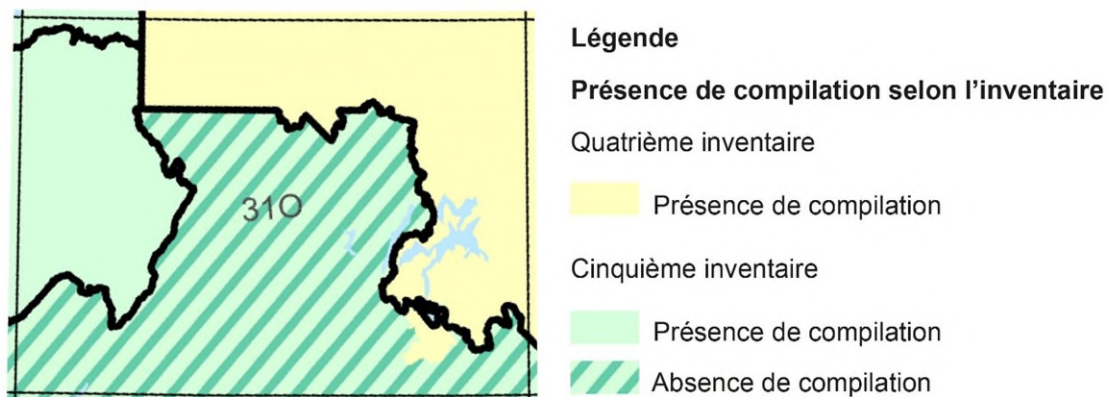 31O
Légende
Présence de compilation selon l’inventaire
Quatrième inventaire
Présence de compilation
Cinquième inventaire
Présence de compilation
Absence de compilation